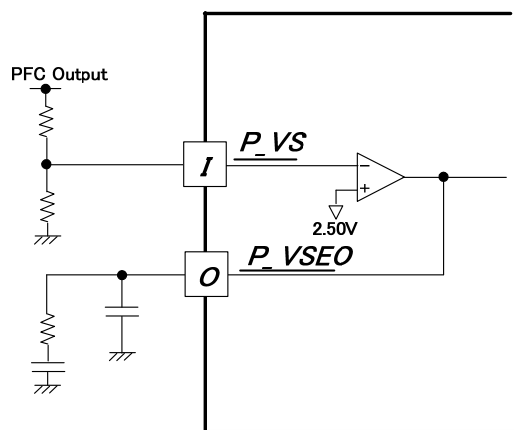 PFC Output
I
P_VS
−
+
2.50V
O
P_VSEO